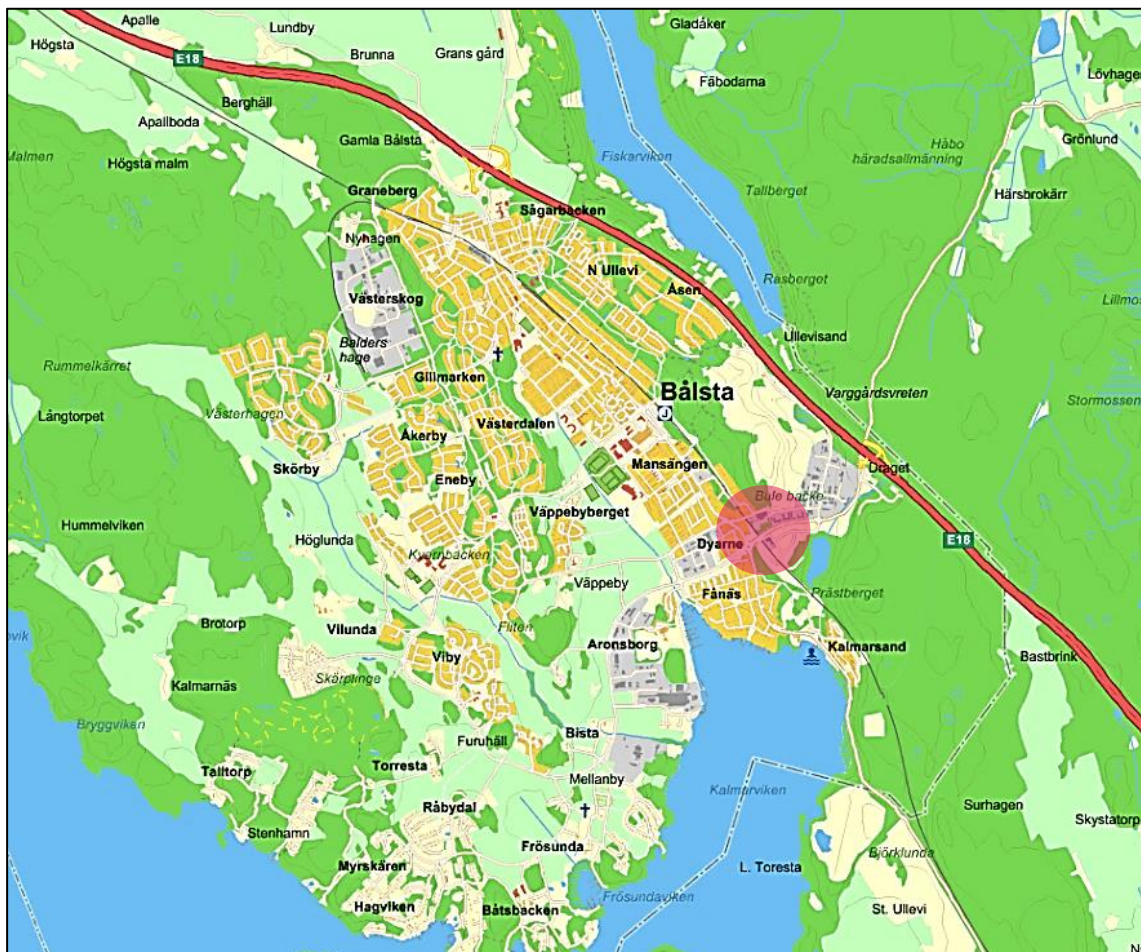 Apalle
Lundby
Gladåker
Högsta
E18
Brunna
Grans gård
Fäbodarna
Lövhagen
Berghäll
Apallboda
Gamla Bålsta
Fiskarviken
Håbo
häradsallmänning
Grönlund
Malmen
Högsta malm
Graneberg
Tallberget
Härsbrokärr
Sågarbacken
Nyhagen
N Ullevi
Rasberget
Åsen
Västerskog
Lillmos
Ullevisand
Balders
hage
Rummelkärret
Gillmarken
Bålsta
Varggårdsvreten
Långtorpet
Västerhagen
Västerdalen
Stormossen
Åkerby
Skörby
Mansängen
Draget
Eneby
Bule backe
Väppebyberget
Hummelviken
E18
Höglunda
Kvarnbacken
Dyarne
Väppeby
Fånäs
Prästberget
Brotorp
Vilunda
Fliten
Aronsborg
Kalmarsand
Viby
Bastbrink
Kalmarnäs
Skärplinge
Bryggviken
Bista
Furuhäll
Talltorp
Torresta
Mellanby
Kalmarviken
Råbydal
Surhagen
Skystatorp
Stenhamn
Frösunda
Björklunda
Myrskären
L. Toresta
Frösundaviken
Hagviken
Båtsbacken
St. Ullevi